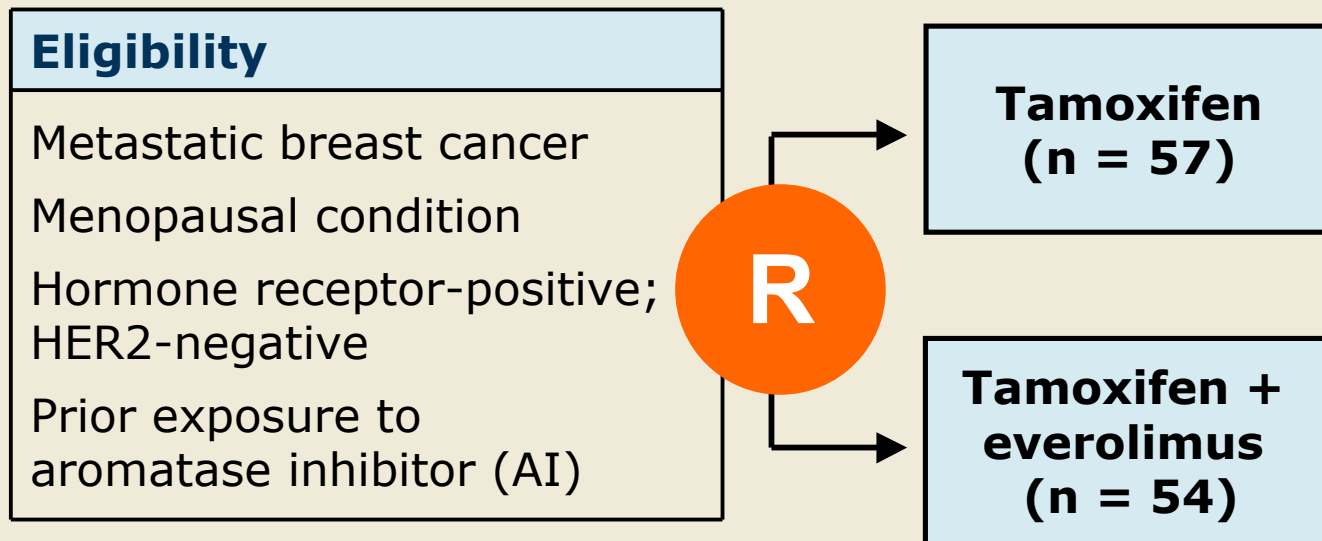 Eligibility
Metastatic breast cancer
Menopausal condition
Hormone receptor-positive;
HER2-negative
Prior exposure to
aromatase inhibitor (AI)
R
Tamoxifen
(n = 57)
Tamoxifen +
everolimus
(n = 54)